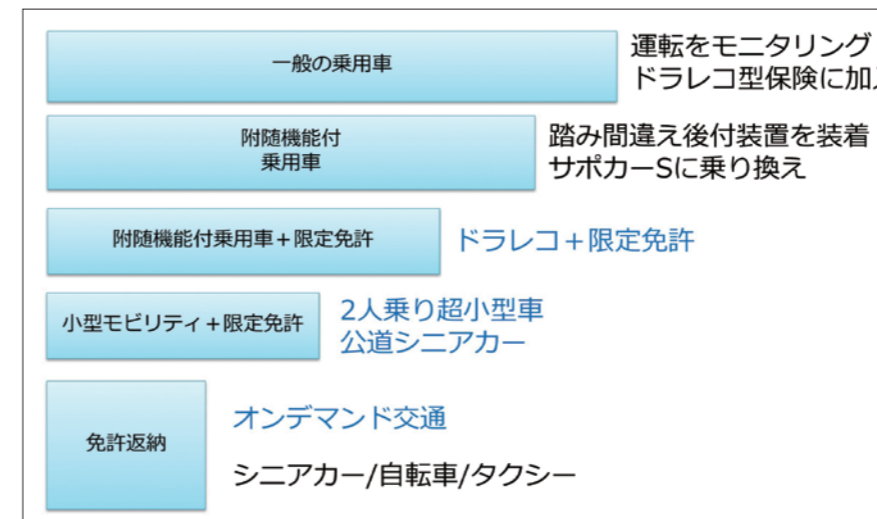 一般の乗用車
運転をモニタリング
ドラレコ型保険に加
附随機能付
乗用車
踏み間違え後付装置を装着
サポカーSに乗り換え
附随機能付乗用車＋限定免許
ドラレコ＋限定免許
小型モビリティ＋限定免許
2人乗り超小型車
公道シニアカー
免許返納
オンデマンド交通
シニアカー/自転車/タクシー